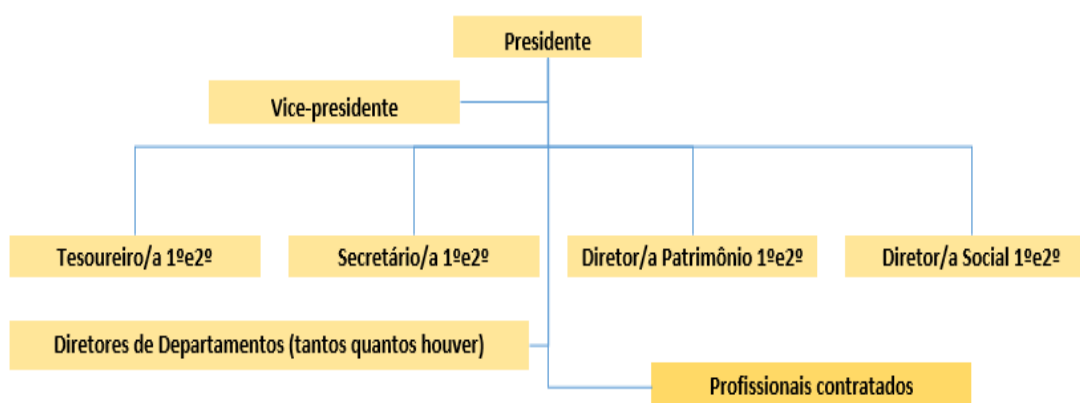 Presidente
Vice-presidente
Tesoureiro/a 1ºe2º
Secretário/a 1ºe2º
Diretor/a Patrimônio 1ºe2º
Diretor/a Social 1ºe2º
Diretores de Departamentos (tantos quantos houver)
Profissionais contratados